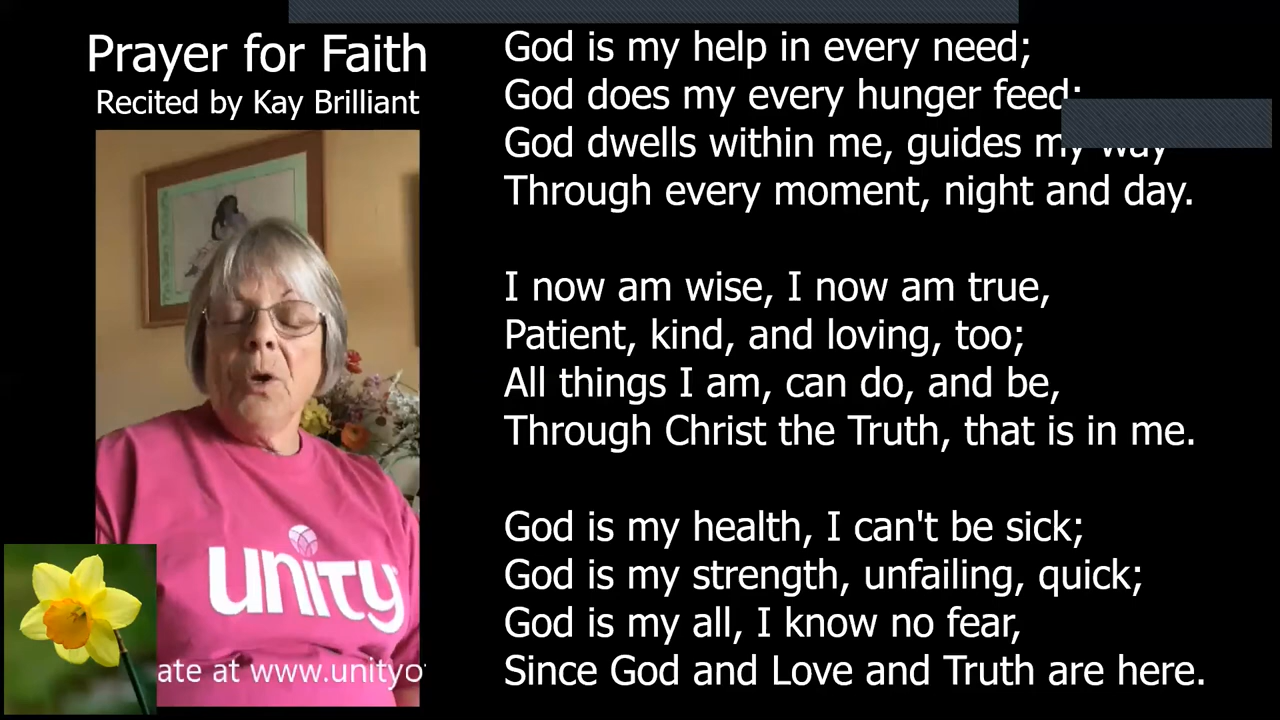 Prayer for Faith
Recited by Kay Brilliant
God is my help in every need;
God does my every hunger feed;
God dwells within me, guides my way
Through every moment, night and day.
I now am wise, I now am true,
Patient, kind, and loving, too;
All things I am, can do, and be,
Through Christ the Truth, that is in me.
God is my health, I can't be sick;
God is my strength, unfailing, quick;
God is my all, I know no fear,
Since God and Love and Truth are here.
unity
ate at www.unityo